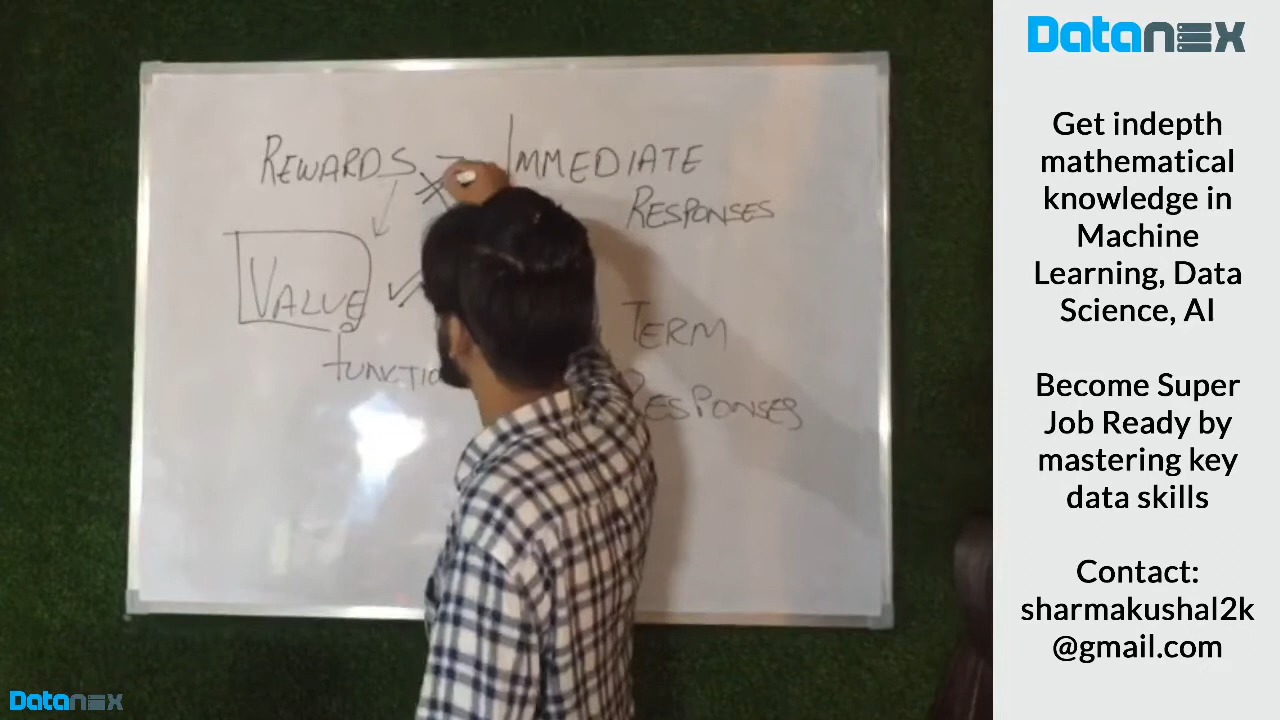 REWARDS - IMMEDIATE
RESPONSES
VALUE
TERM
FUNCTIO
RESPONSES
Datanex
Get indepth
mathematical
knowledge in
Machine
Learning, Data
Science, AI
Become Super
Job Ready by
mastering key
data skills
Contact:
sharmakushal2k
@gmail.com
Datanex